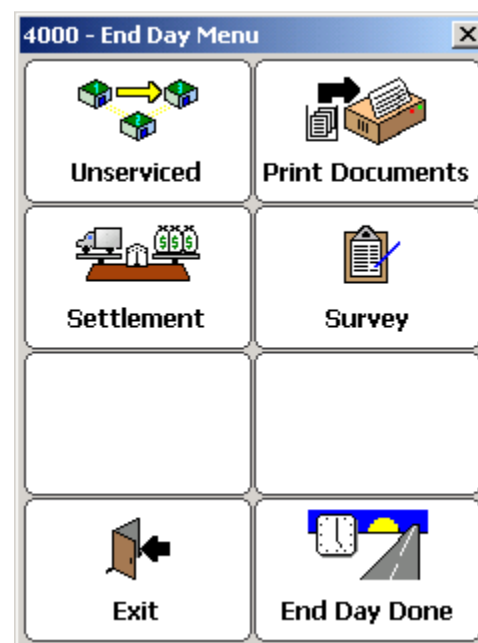 4000 - End Day Menu
Unserviced
Print Documents
$$$
Settlement
Survey
Exit
End Day Done